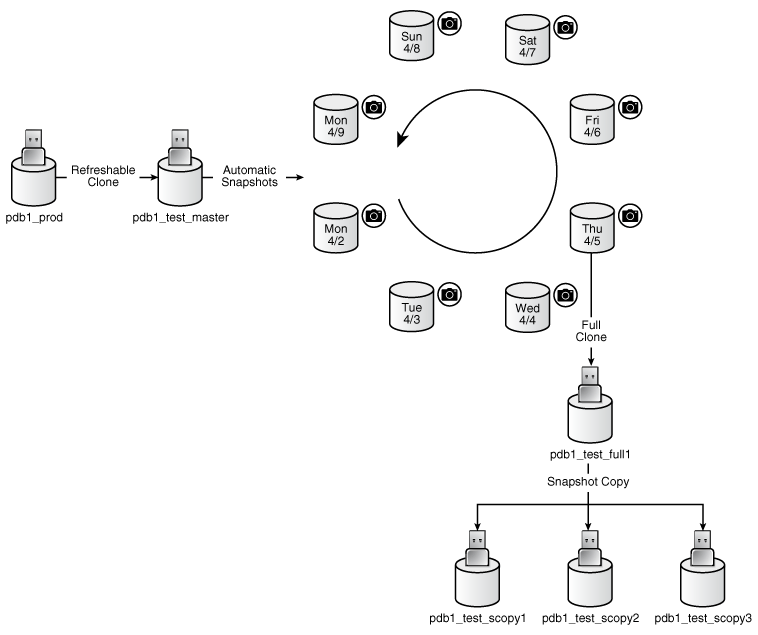 Sun
4/8
Sat
4/7
Mon
4/9
Fri
4/6
Refreshable
Clone
Automatic
Snapshots
pdb1_prod
pdb1_test_master
Mon
4/2
Thu
4/5
Tue
4/3
Wed
4/4
Full
Clone
pdb1_test_full1
Snapshot Copy
pdb1_test_scopy1
pdb1_test_scopy2
pdb1_test_scopy3